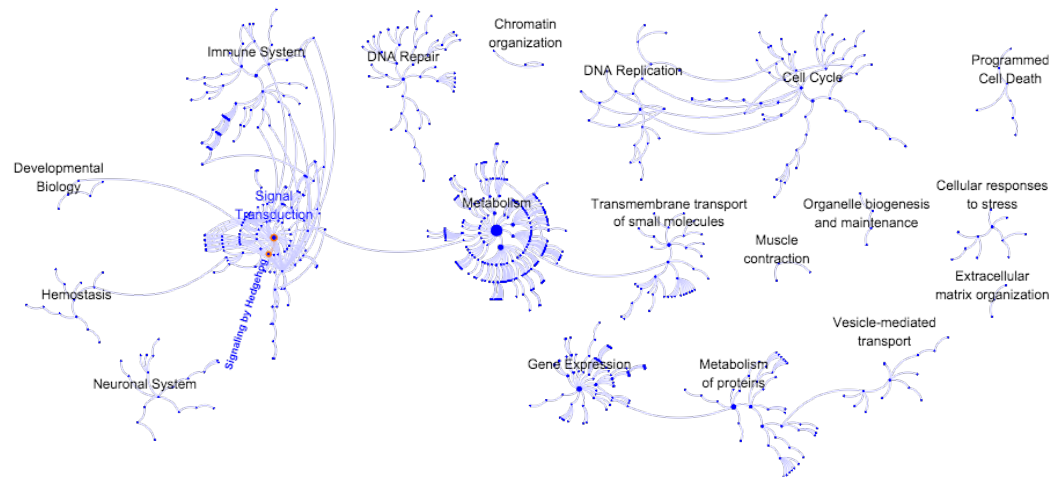 Immune System
DNA Repair
Chromatin
organization
DNA Replication
Cell Cycle
Programmed
Cell Death
Developmental
Biology
Signal
Transduction
Metabolism
Transmembrane transport
of small molecules
Organelle biogenesis
and maintenance
Cellular responses
to stress
Muscle
contraction
Hemostasis
Signaling by Hedgehog
Extracellular
matrix organization
Vesicle-mediated
transport
Neuronal System
Gene Expression
Metabolism
of proteins